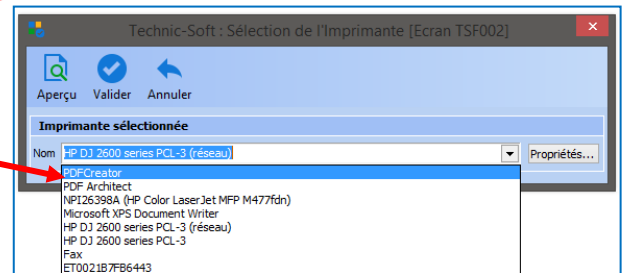 Technic-Soft : Sélection de l'Imprimante [Ecran TSF002]
Aperçu Valider Annuler
Imprimante sélectionnée
Nom HP DJ 2600 series PCL-3 (réseau) Propriétés...
PDFCreator
PDF Architect
NPI26398A (HP Color LaserJet MFP M477fdn)
Microsoft XPS Document Writer
HP DJ 2600 series PCL-3 (réseau)
HP DJ 2600 series PCL-3
Fax
ET0021B7FB6443